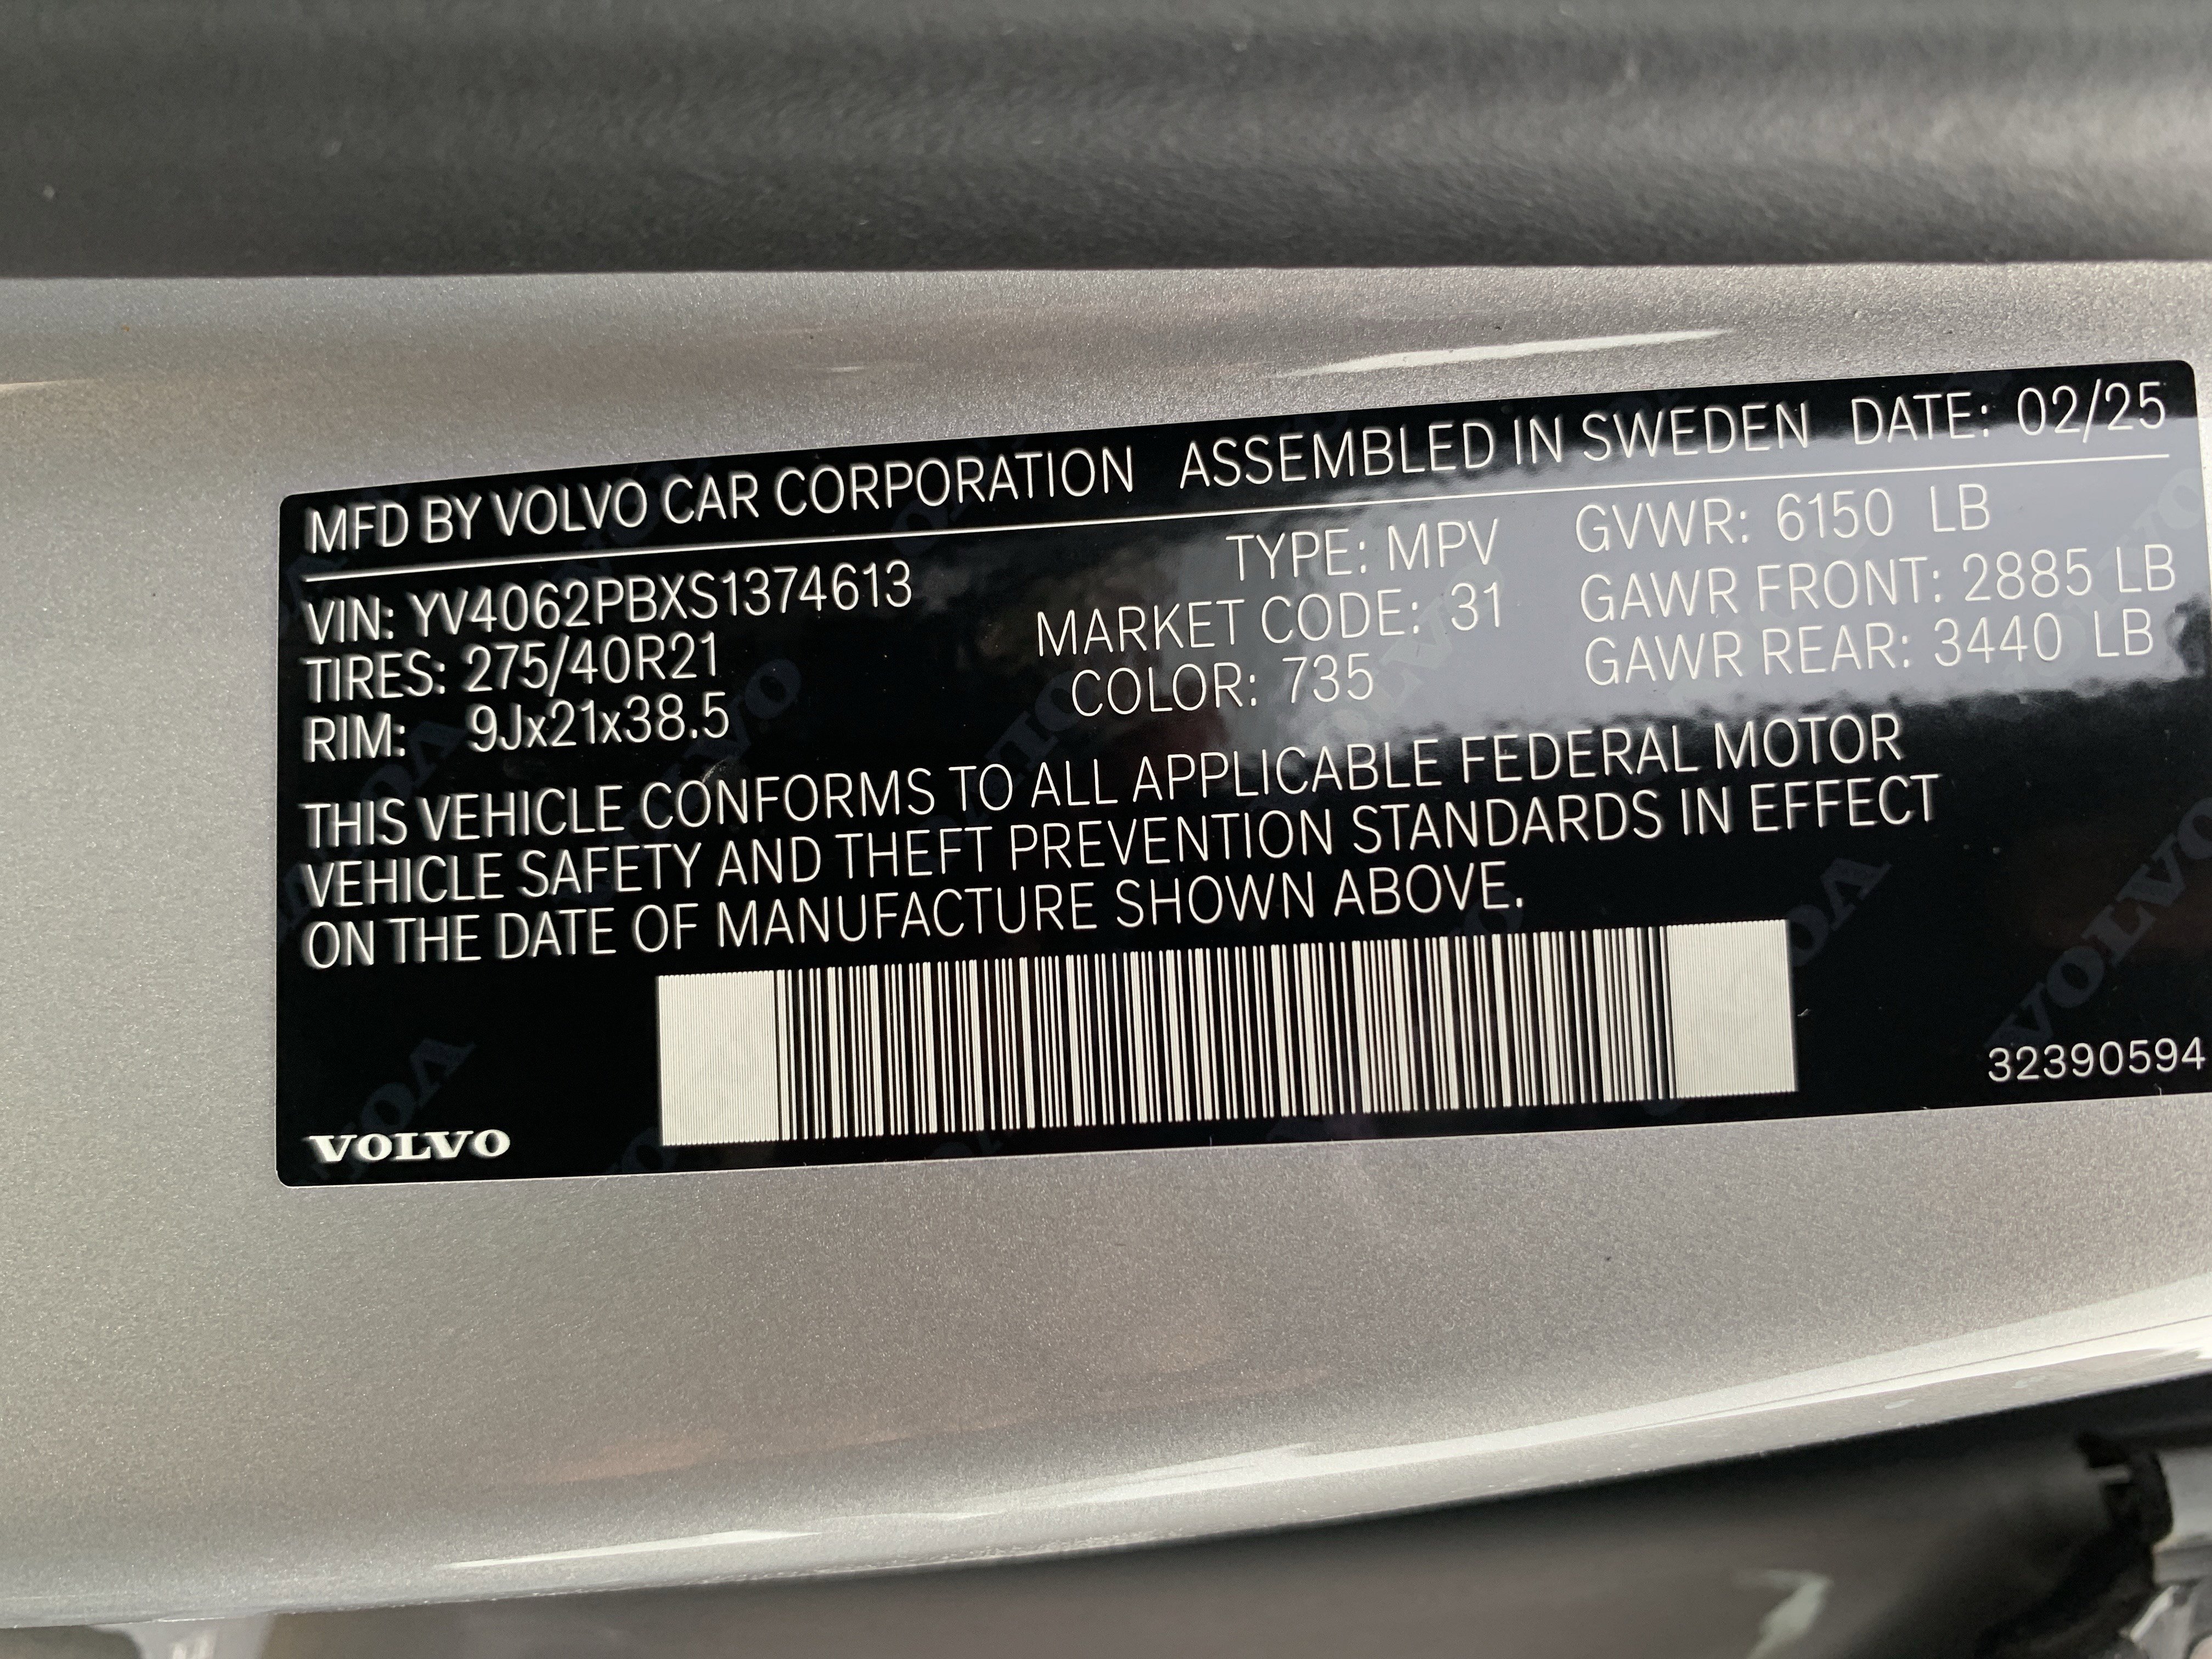 MFD BY VOLVO CAR CORPORATION ASSEMBLED IN SWEDEN DATE: 02/25
VIN: YV4062PBXS1374613 TYPE: MPV GVWR: 6150 LB
TIRES: 275/40R21 MARKET CODE: 31 GAWR FRONT: 2885 LB
RIM: 9Jx21x38.5 COLOR: 735 GAWR REAR: 3440 LB
THIS VEHICLE CONFORMS TO ALL APPLICABLE FEDERAL MOTOR
VEHICLE SAFETY AND THEFT PREVENTION STANDARDS IN EFFECT
ON THE DATE OF MANUFACTURE SHOWN ABOVE.
32390594
VOLVO